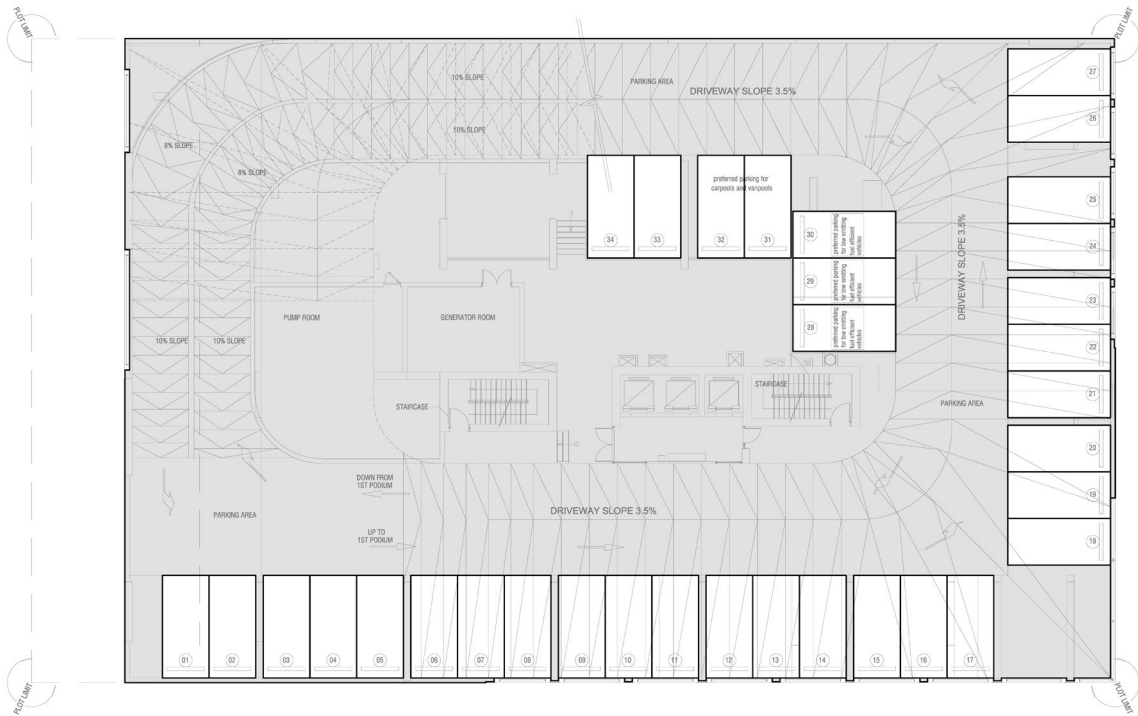 PLOT LIMIT
PLOT LIMIT
10% SLOPE
PARKING AREA
DRIVEWAY SLOPE 3.5%
27
26
10% SLOPE
8% SLOPE
8% SLOPE
preferred parking for
carpools and vanpools
34
33
32
31
30
preferred parking
for low emitting
fuel efficient
vehicles
29
preferred parking
for low emitting
fuel efficient
vehicles
28
preferred parking
for low emitting
fuel efficient
vehicles
DRIVEWAY SLOPE 3.5%
25
24
23
22
21
PUMP ROOM
GENERATOR ROOM
10% SLOPE
10% SLOPE
STAIRCASE
STAIRCASE
PARKING AREA
20
19
18
DOWN FROM
1ST PODIUM
DRIVEWAY SLOPE 3.5%
PARKING AREA
UP TO
1ST PODIUM
01
02
03
04
05
06
07
08
09
10
11
12
13
14
15
16
17
PLOT LIMIT
PLOT LIMIT